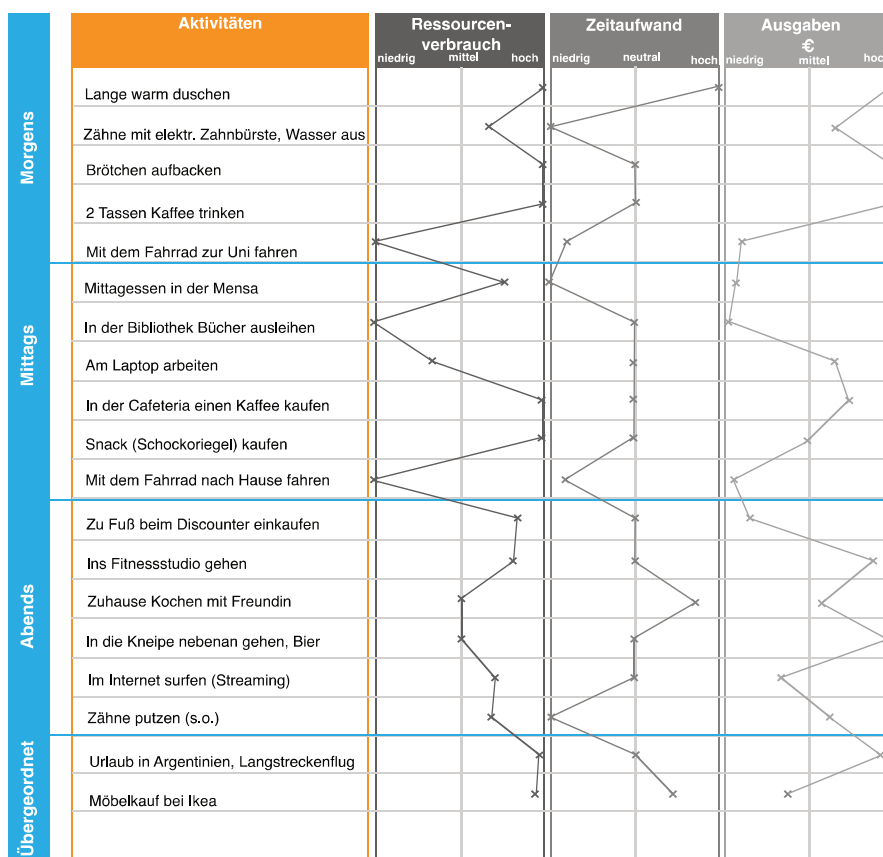 Aktivitäten
Ressourcen-
verbrauch
niedrig mittel hoch
Zeitaufwand
niedrig neutral hoch
Ausgaben
€
niedrig mittel
Morgens
Lange warm duschen
Zähne mit elektr. Zahnbürste, Wasser aus
Brötchen aufbacken
2 Tassen Kaffee trinken
Mit dem Fahrrad zur Uni fahren
Mittags
Mittagessen in der Mensa
In der Bibliothek Bücher ausleihen
Am Laptop arbeiten
In der Cafeteria einen Kaffee kaufen
Snack (Schockoriegel) kaufen
Mit dem Fahrrad nach Hause fahren
Abends
Zu Fuß beim Discounter einkaufen
Ins Fitnessstudio gehen
Zuhause Kochen mit Freundin
In die Kneipe nebenan gehen, Bier
Im Internet surfen (Streaming)
Zähne putzen (s.o.)
Übergeordnet
Urlaub in Argentinien, Langstreckenflug
Möbelkauf bei Ikea